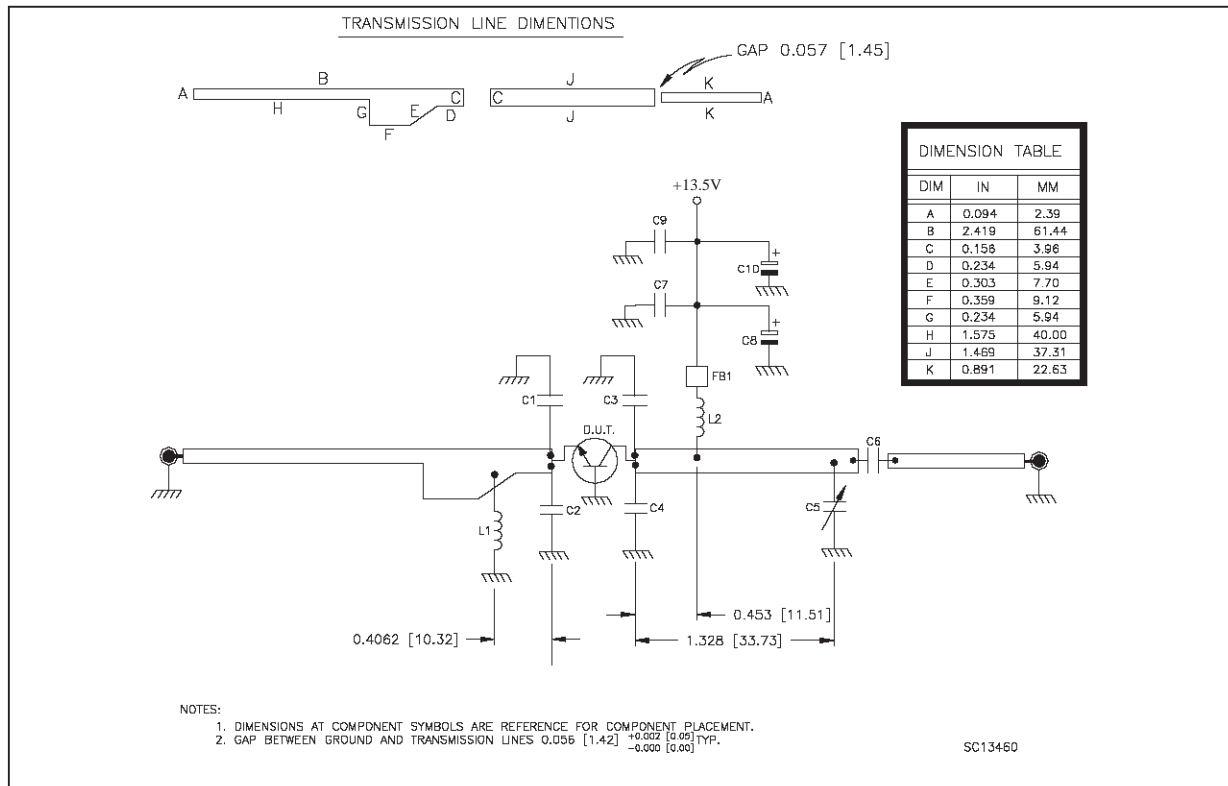 TRANSMISSION LINE DIMENTIONS
GAP 0.057 [1.45]
B
J
K
A
C
C
A
H
G
E
D
F
J
K
DIMENSION TABLE
DIM IN MM
A 0.094 2.39
B 2.419 61.44
C 0.156 3.96
D 0.234 5.94
E 0.303 7.70
F 0.359 9.12
G 0.234 5.94
H 1.575 40.00
J 1.469 37.31
K 0.891 22.63
+13.5V
C9
+
C10
C7
+
C8
FB1
C1
C3
L2
D.U.T.
C6
C2
C4
C5
L1
0.453 [11.51]
0.4062 [10.32]
1.328 [33.73]
NOTES:
1. DIMENSIONS AT COMPONENT SYMBOLS ARE REFERENCE FOR COMPONENT PLACEMENT.
2. GAP BETWEEN GROUND AND TRANSMISSION LINES 0.056 [1.42] +0.002 [0.05] -0.000 [0.00] TYP.
SC13460